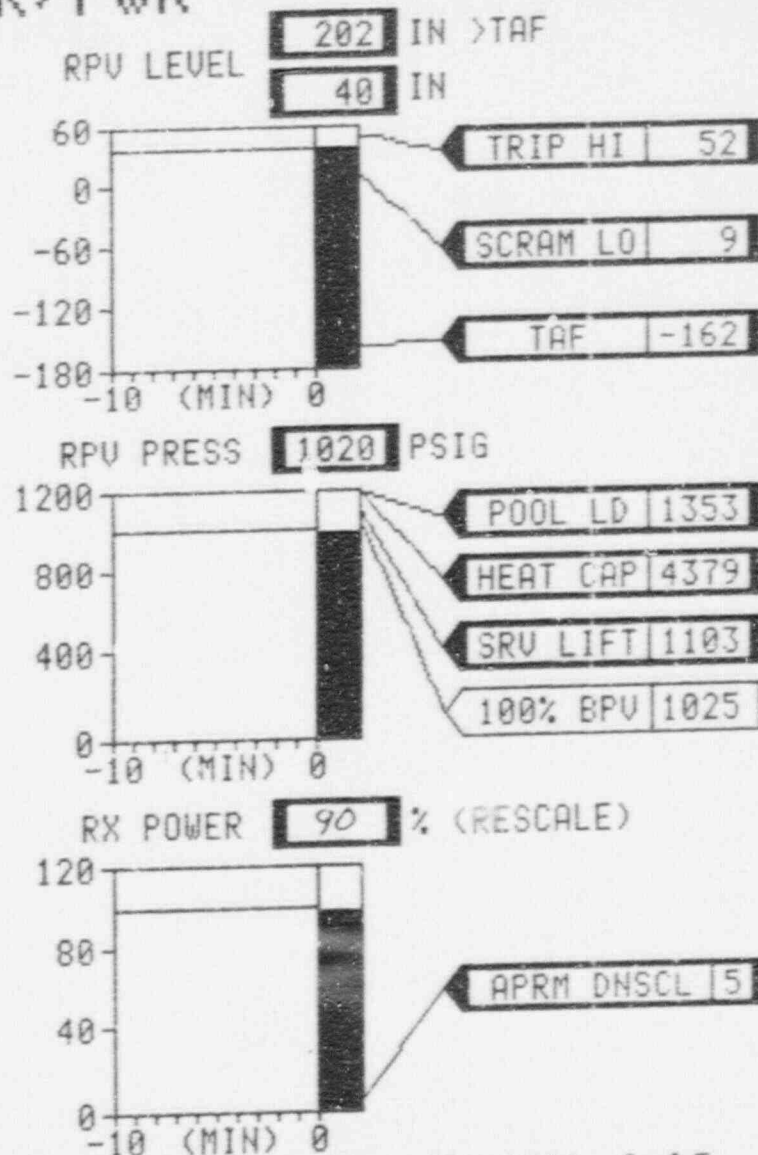 202 IN >TAF
RPV LEVEL
40 IN
60
0
-60
-120
-180
TRIP HI 52
SCRAM LO 9
TAF -162
-10 (MIN) 0
RPV PRESS 1020 PSIG
1200
800
400
0
POOL LD 1353
HEAT CAP 4379
SRV LIFT 1103
100% BPV 1025
-10 (MIN) 0
RX POWER 90 % (RESCALE)
120
80
40
0
APRM DNSCL 5
-10 (MIN) 0